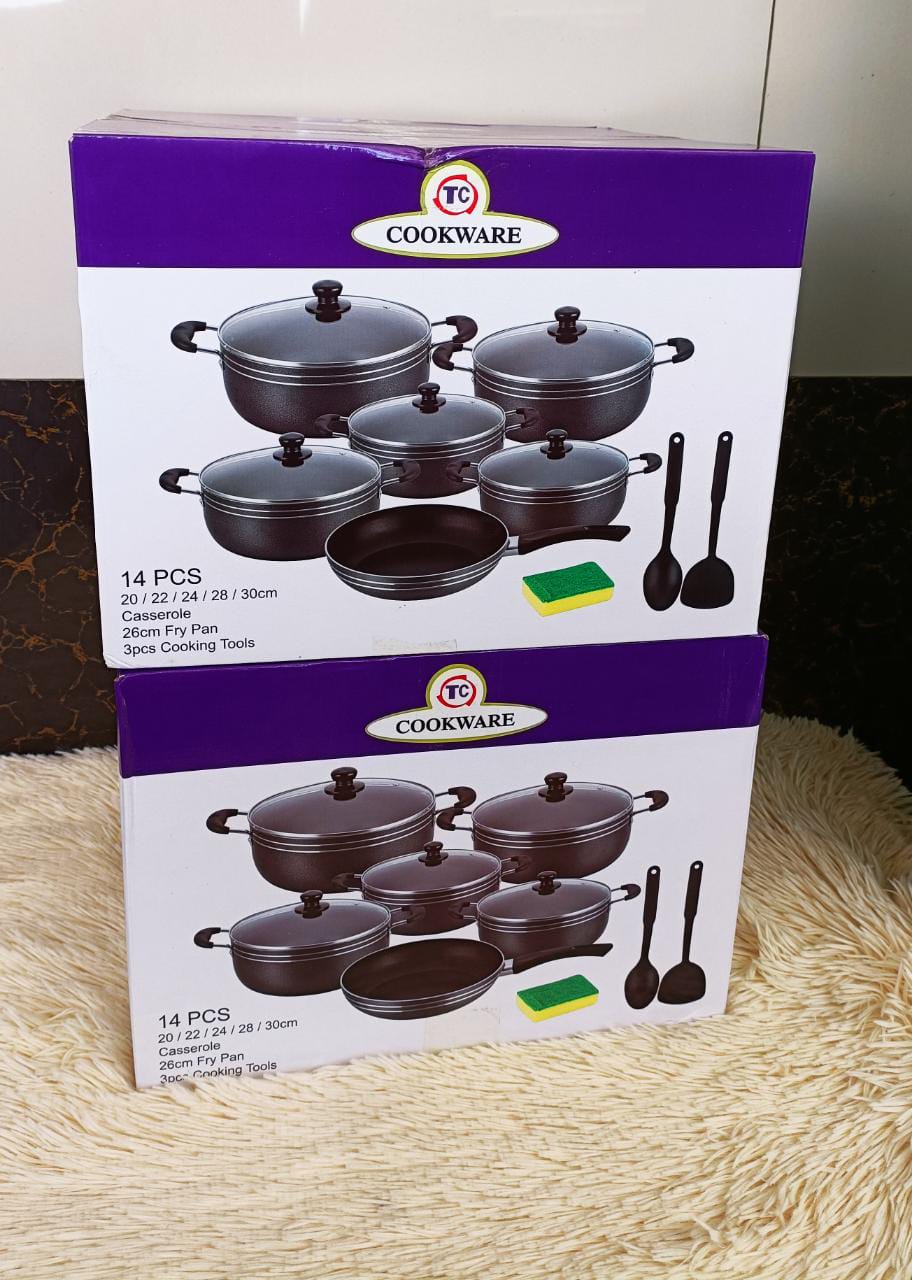 TC
COOKWARE
14 PCS
20 / 22 / 24 / 28 / 30cm
Casserole
26cm Fry Pan
3pcs Cooking Tools
TC
COOKWARE
14 PCS
20 / 22 / 24 / 28 / 30cm
Casserole
26cm Fry Pan
3pcs Cooking Tools